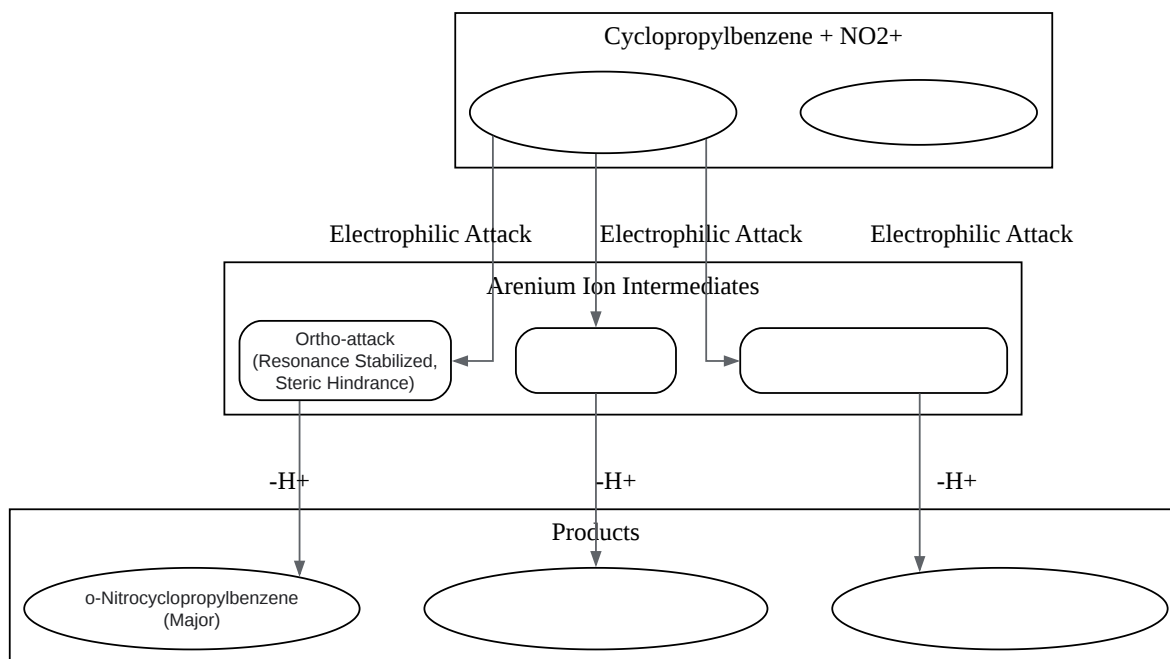 Cyclopropylbenzene + NO2+
Electrophilic Attack
Electrophilic Attack
Electrophilic Attack
Arenium Ion Intermediates
Ortho-attack
(Resonance Stabilized,
Steric Hindrance)
-H+
-H+
-H+
Products
o-Nitrocyclopropylbenzene
(Major)